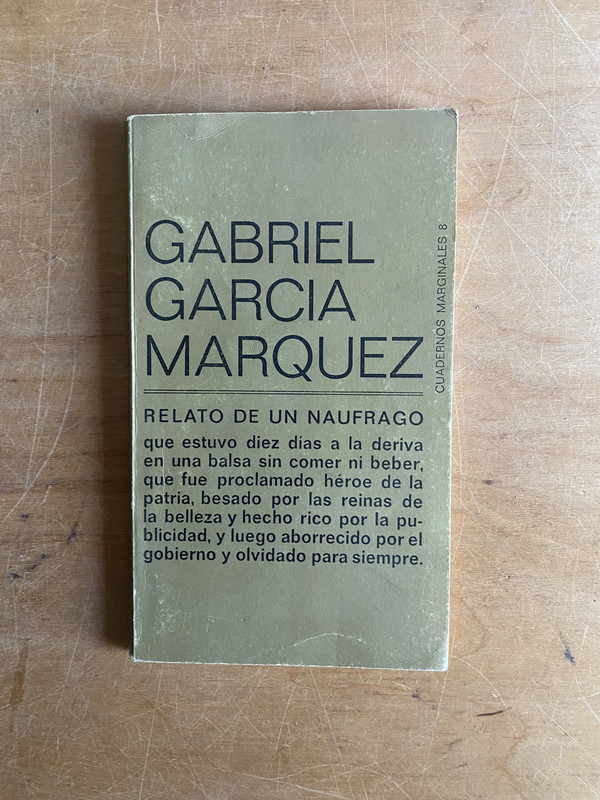 GABRIEL
GARCIA
MARQUEZ
RELATO DE UN NAUFRAGO
que estuvo diez días a la deriva
en una balsa sin comer ni beber,
que fue proclamado héroe de la
patria, besado por las reinas de
la belleza y hecho rico por la pu-
blicidad, y luego aborrecido por el
gobierno y olvidado para siempre.
CUADERNOS MARGINALES 8